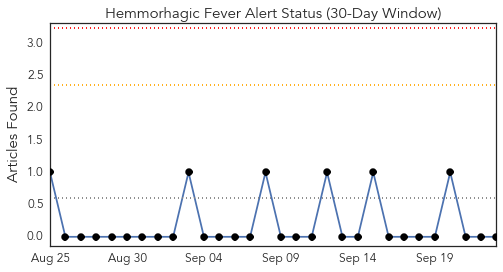 Hemmorhagic Fever Alert Status (30-Day Window)
Articles Found
3.0
2.5
2.0
1.5
1.0
0.5
0.0
Aug 25 Aug 30 Sep 04 Sep 09 Sep 14 Sep 19